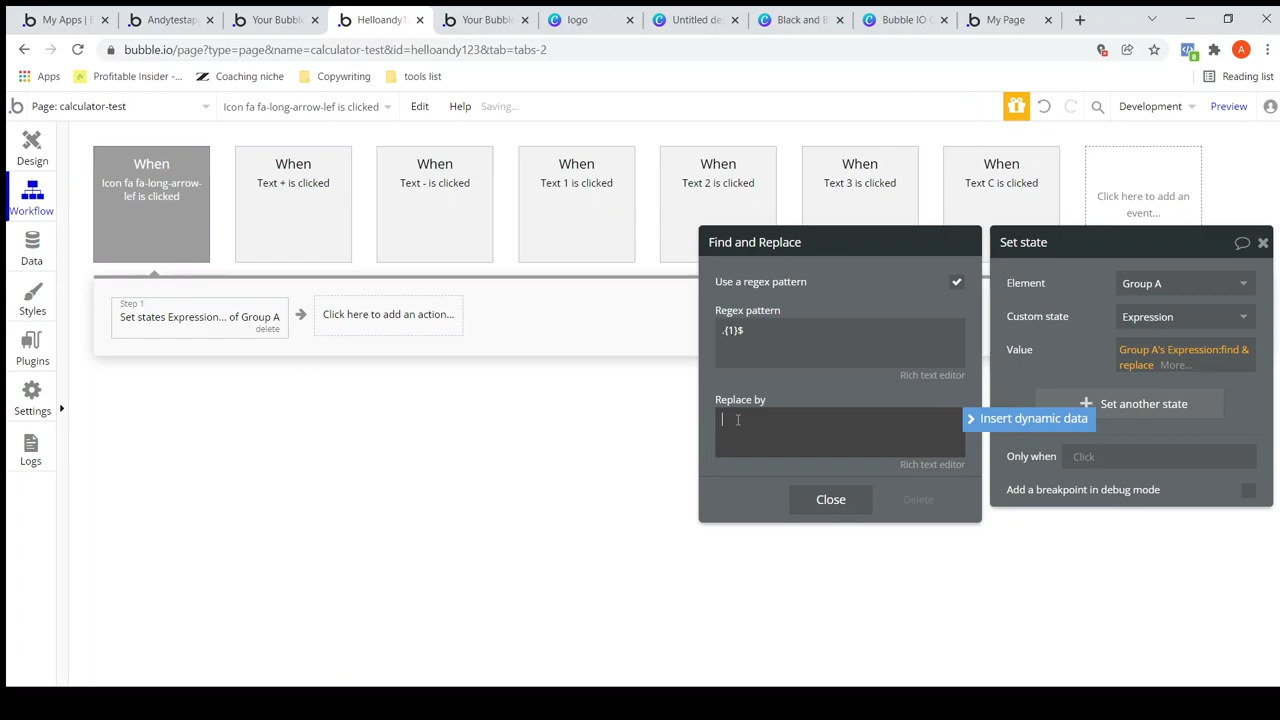 My Apps | B
Andytestapp
Your Bubble
Helloandy1
Your Bubble
logo
Untitled de
Black and B
Bubble IO C
My Page
bubble.io/page?type=page&name=calculator-test&id=helloandy123&tab=tabs-2
8
A
Apps
Profitable Insider -...
Coaching niche
Copywriting
tools list
Reading list
Page: calculator-test
Icon fa fa-long-arrow-lef is clicked
Edit
Help
Saving...
Development
Preview
Design
Workflow
Data
Styles
Plugins
Settings
Logs
When
Icon fa fa-long-arrow-
lef is clicked
When
Text + is clicked
When
Text - is clicked
When
Text 1 is clicked
When
Text 2 is clicked
When
Text 3 is clicked
When
Text C is clicked
Click here to add an
event...
Step 1
Set states Expression... of Group A
delete
Click here to add an action...
Find and Replace
Use a regex pattern
Regex pattern
.{1}$
Rich text editor
Replace by
Insert dynamic data
Rich text editor
Close
Delete
Set state
Element
Group A
Custom state
Expression
Value
Group A's Expression:find &
replace More...
Set another state
Only when
Click
Add a breakpoint in debug mode